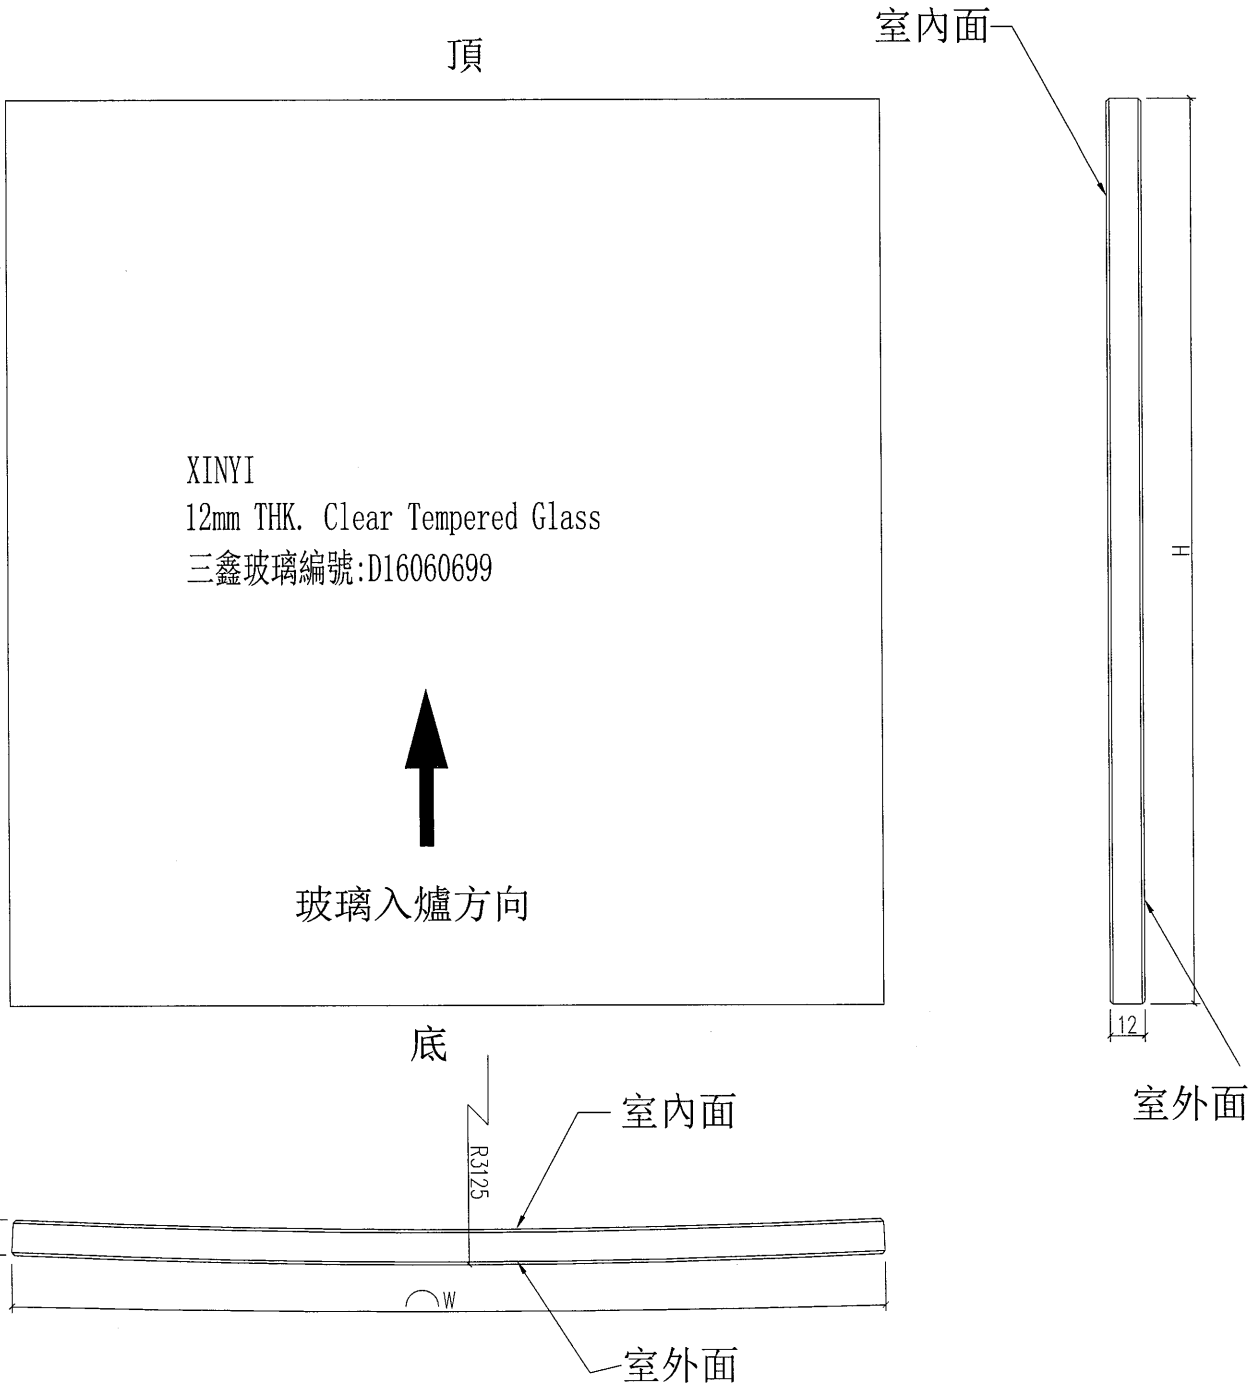 室內面
頂
XINYI
12mm THK. Clear Tempered Glass
三鑫玻璃編號:D16060699
H
玻璃入爐方向
12
底
室外面
室內面
R3125
W
室外面